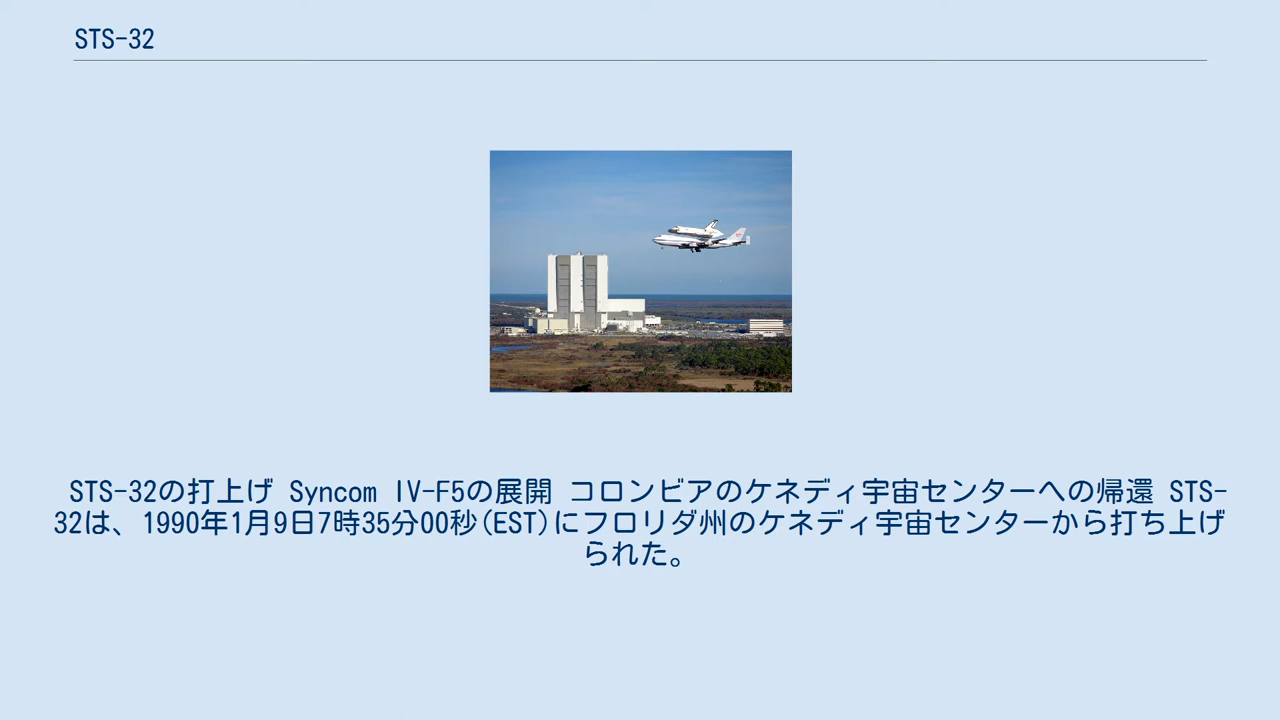 STS-32
STS-32の打上げ Syncom IV-F5の展開 コロンビアのケネディ宇宙センターへの帰還 STS-
32は、1990年1月9日7時35分00秒(EST)にフロリダ州のケネディ宇宙センターから打ち上げ
られた。